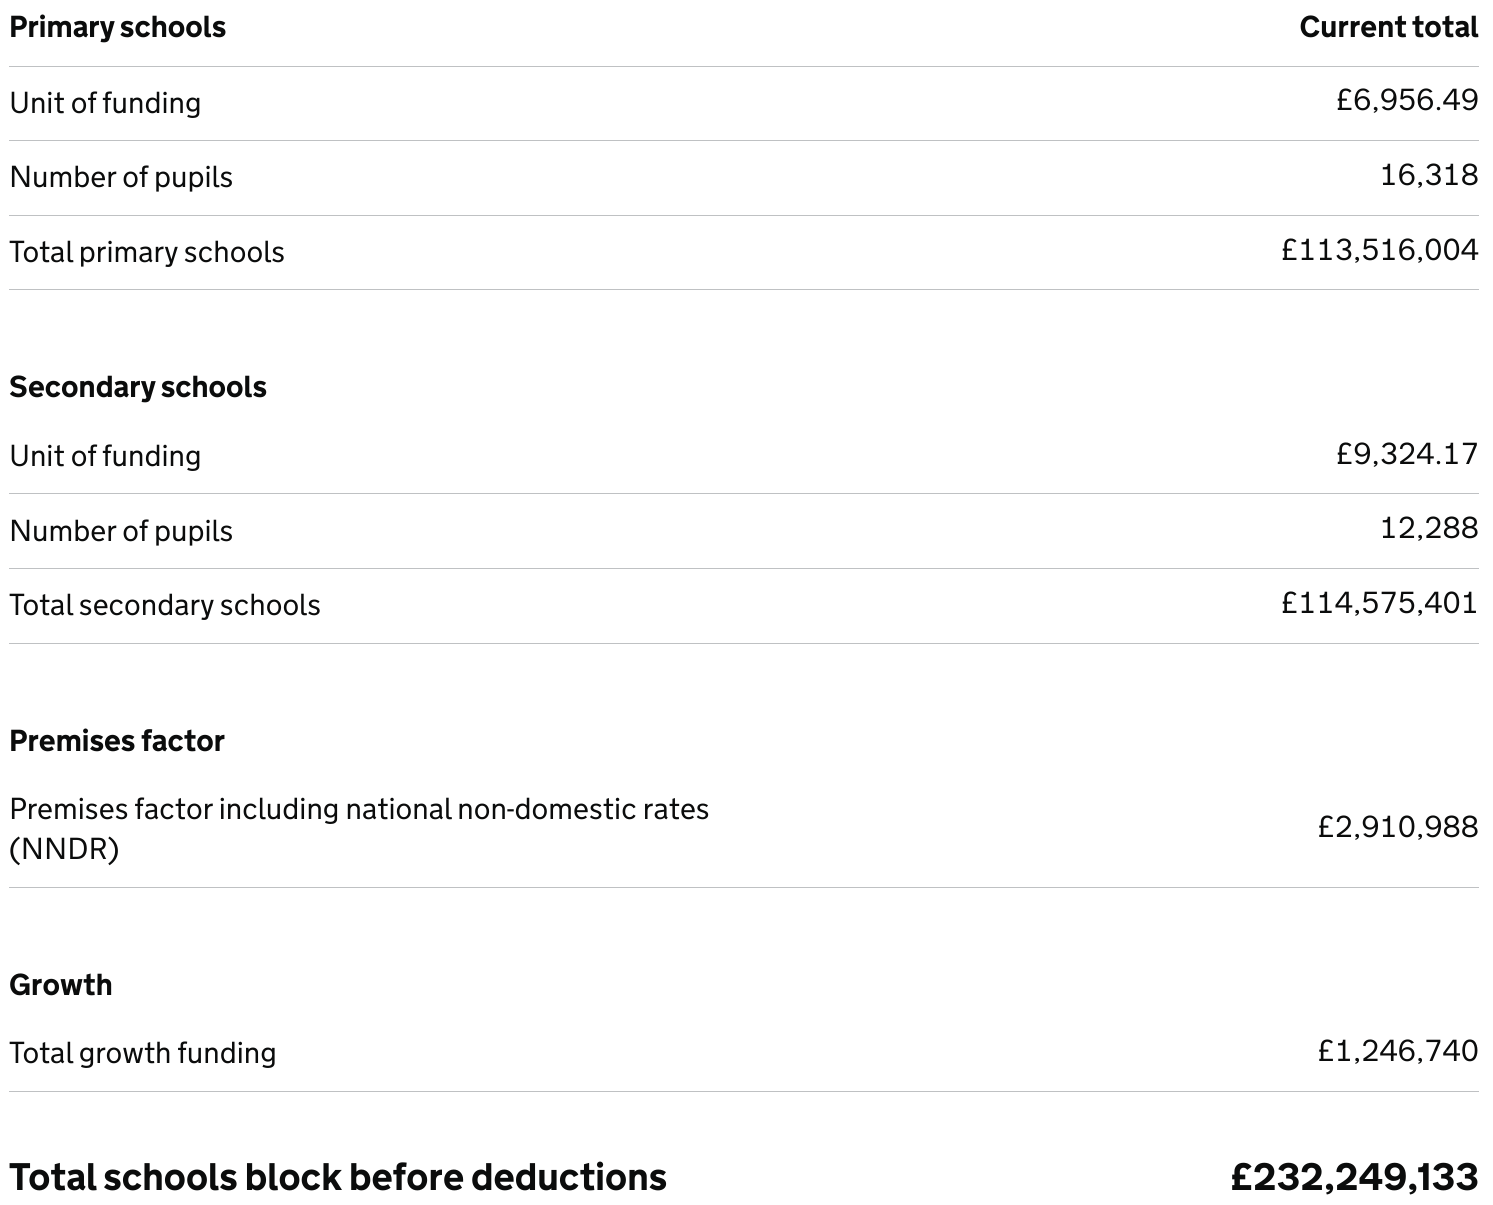 Primary schools Current total
Unit of funding £6,956.49
Number of pupils 16,318
Total primary schools £113,516,004
Secondary schools
Unit of funding £9,324.17
Number of pupils 12,288
Total secondary schools £114,575,401
Premises factor
Premises factor including national non-domestic rates
(NNDR) £2,910,988
Growth
Total growth funding £1,246,740
Total schools block before deductions £232,249,133